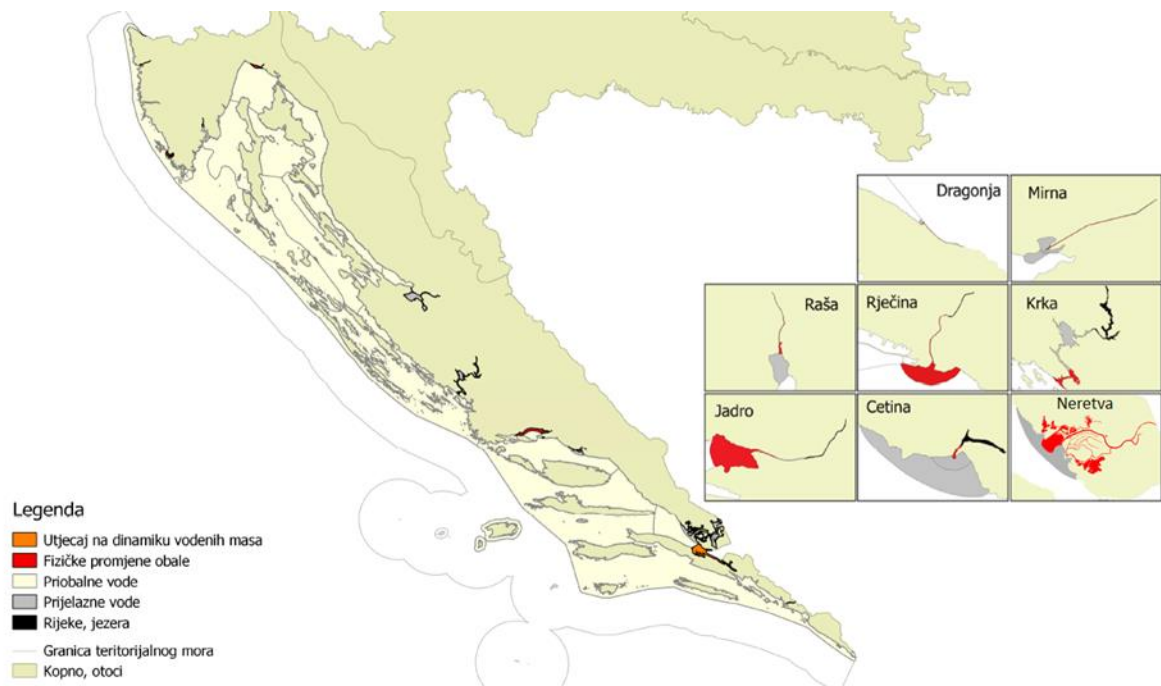 Dragonja
Mirna
Raša
Rječina
Krka
Jadro
Cetina
Neretva
Legenda
Utjecaj na dinamiku vodenih masa
Fizičke promjene obale
Priobalne vode
Prijelazne vode
Rijeke, jezera
Granica teritorijalnog mora
Kopno, otoci